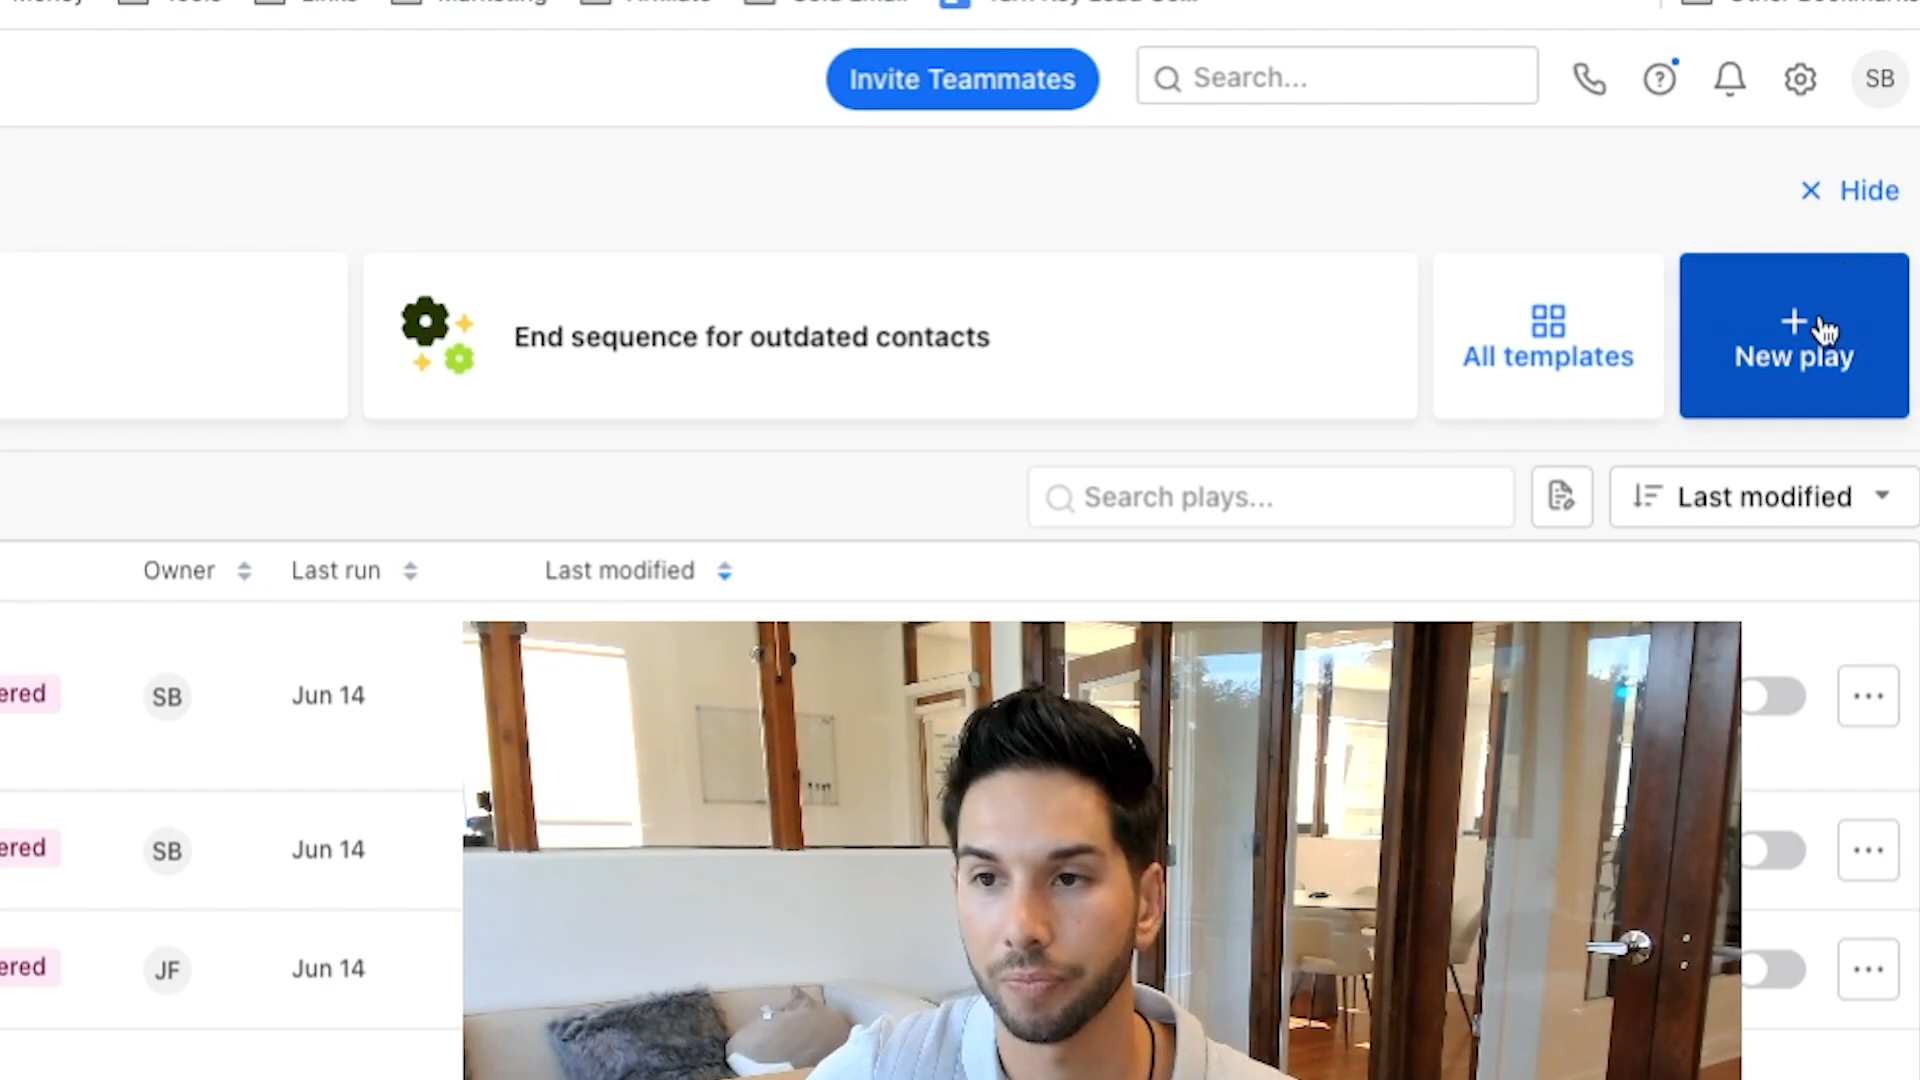 Invite Teammates
Search...
SB
Hide
End sequence for outdated contacts
All templates
New play
Search plays...
Last modified
Owner
Last run
Last modified
ered
SB
Jun 14
ered
SB
Jun 14
ered
JF
Jun 14